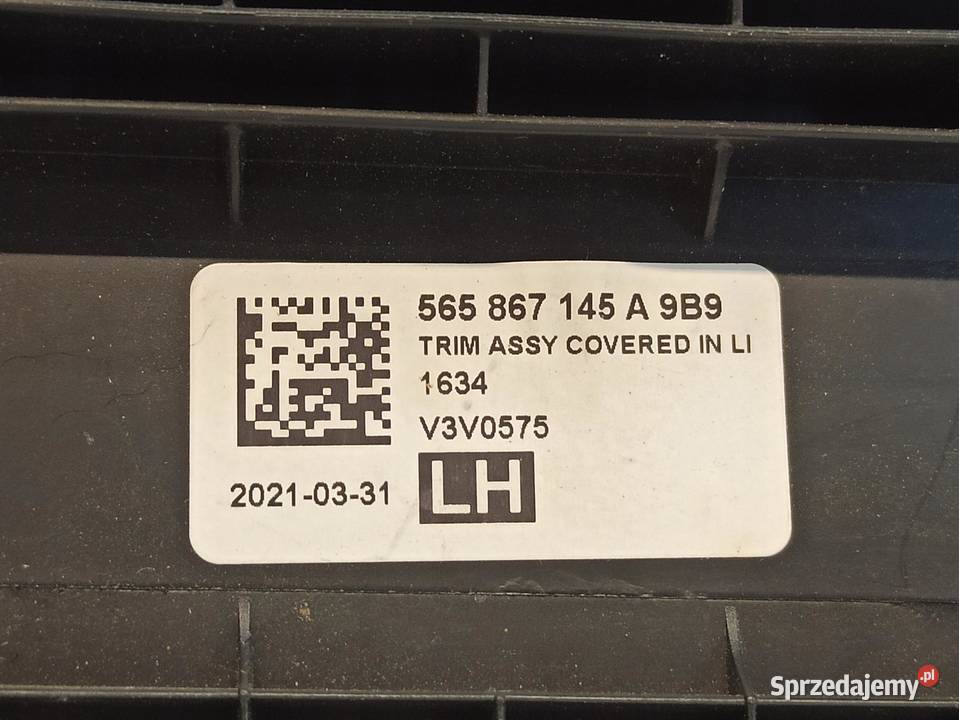 565 867 145 A 9B9
TRIM ASSY COVERED IN LI
1634
V3V0575
2021-03-31
LH
Sprzedajemy.pl